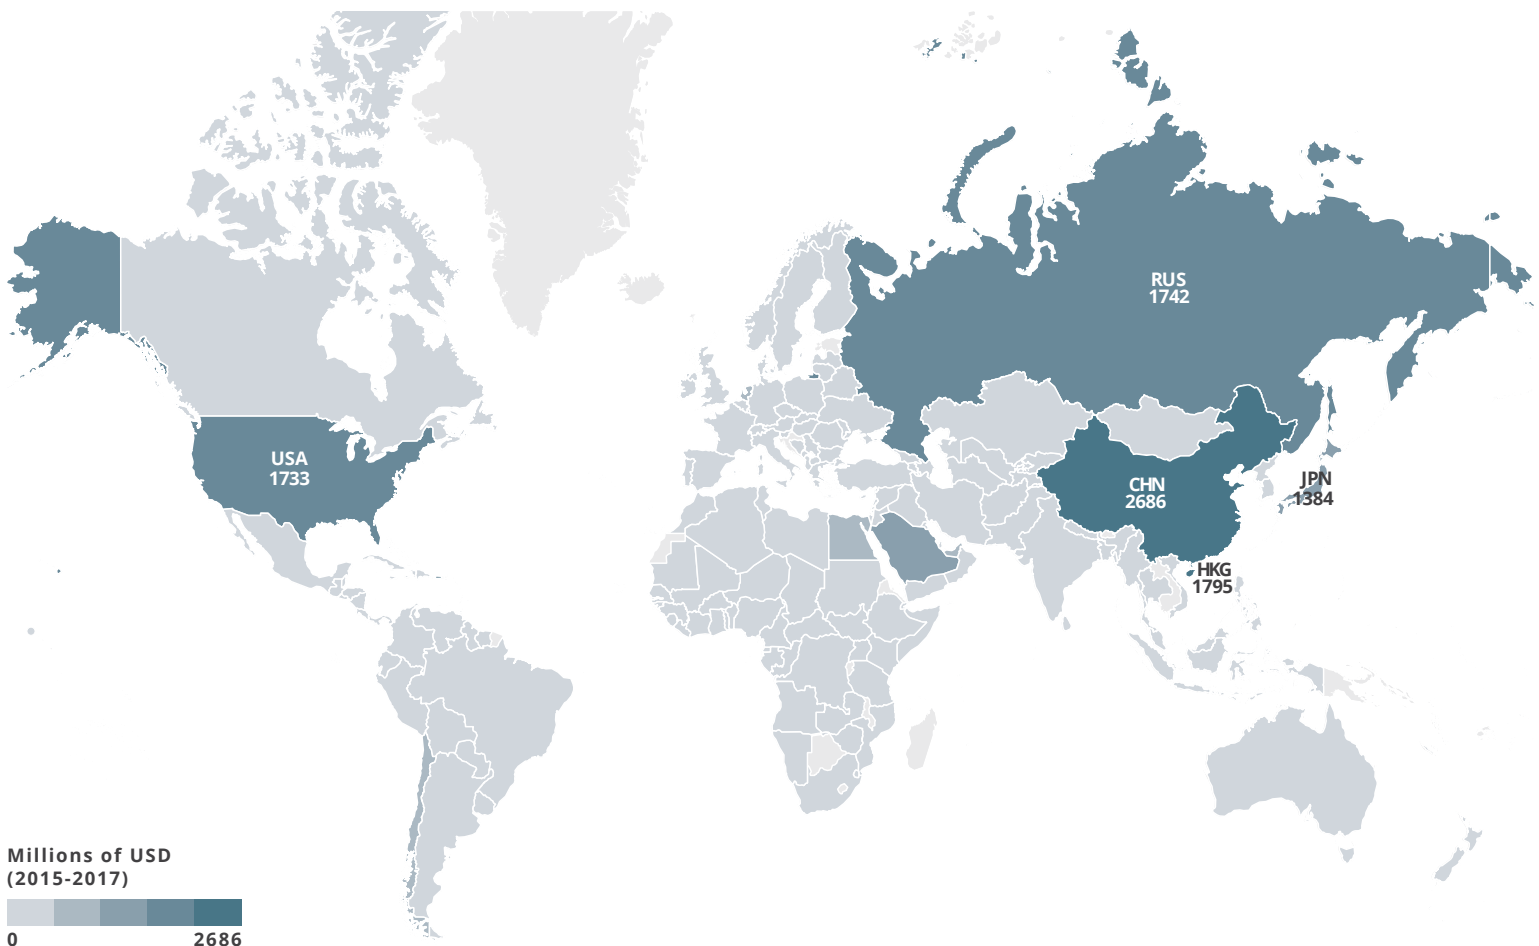 RUS
1742
USA
1733
CHN
2686
JPN
1384
HKG
1795
Millions of USD
(2015-2017)
0 2686